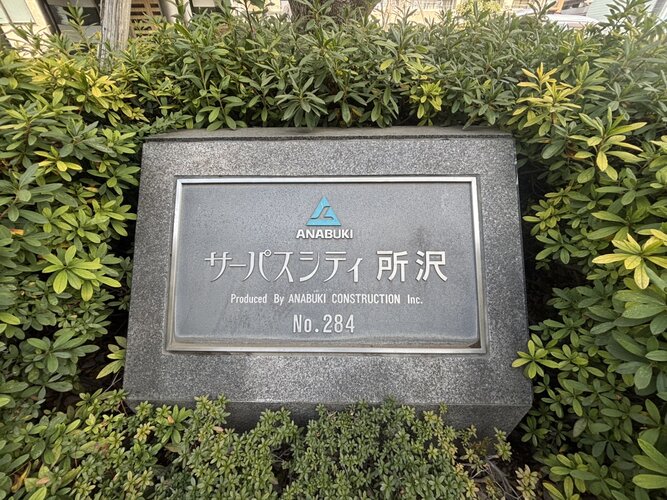 ANABUKI
サーパスシティ 所沢
Produced By ANABUKI CONSTRUCTION Inc.
No.284